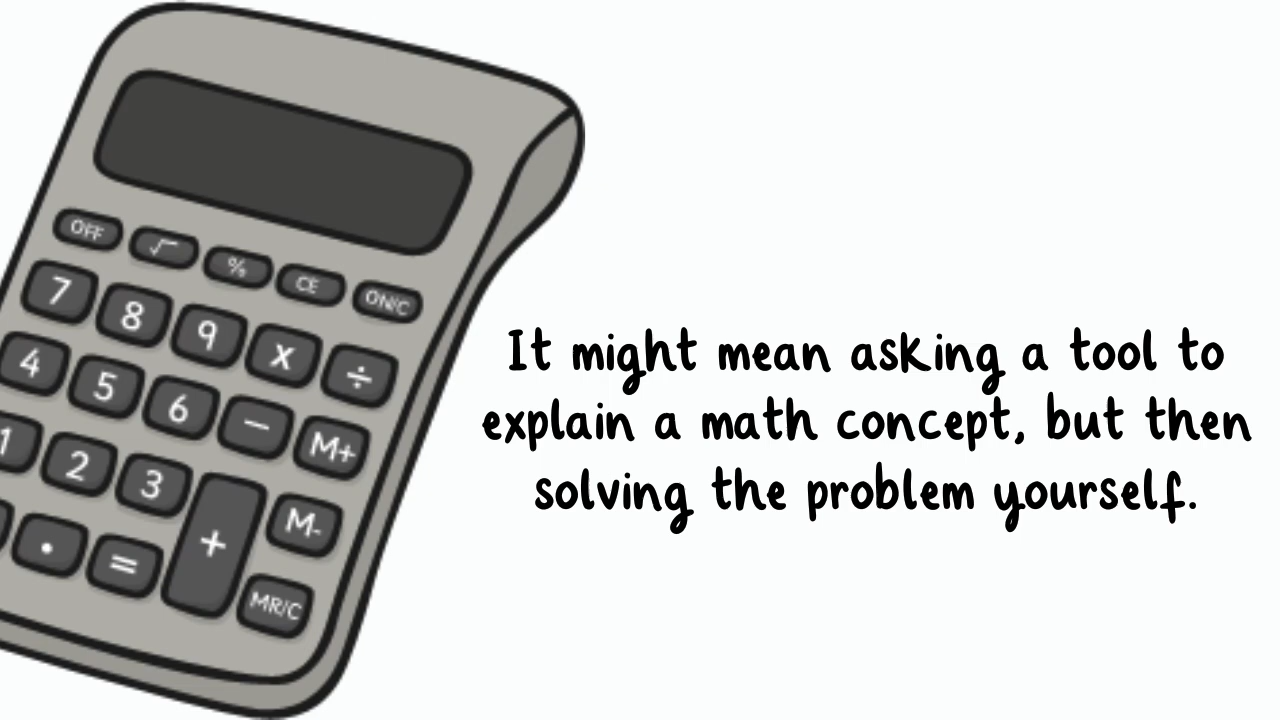 OFF √ % CE ON/C
7 8 9 x ÷
4 5 6 − M+
1 2 3 + M-
. = MR/C
It might mean asking a tool to
explain a math concept, but then
solving the problem yourself.